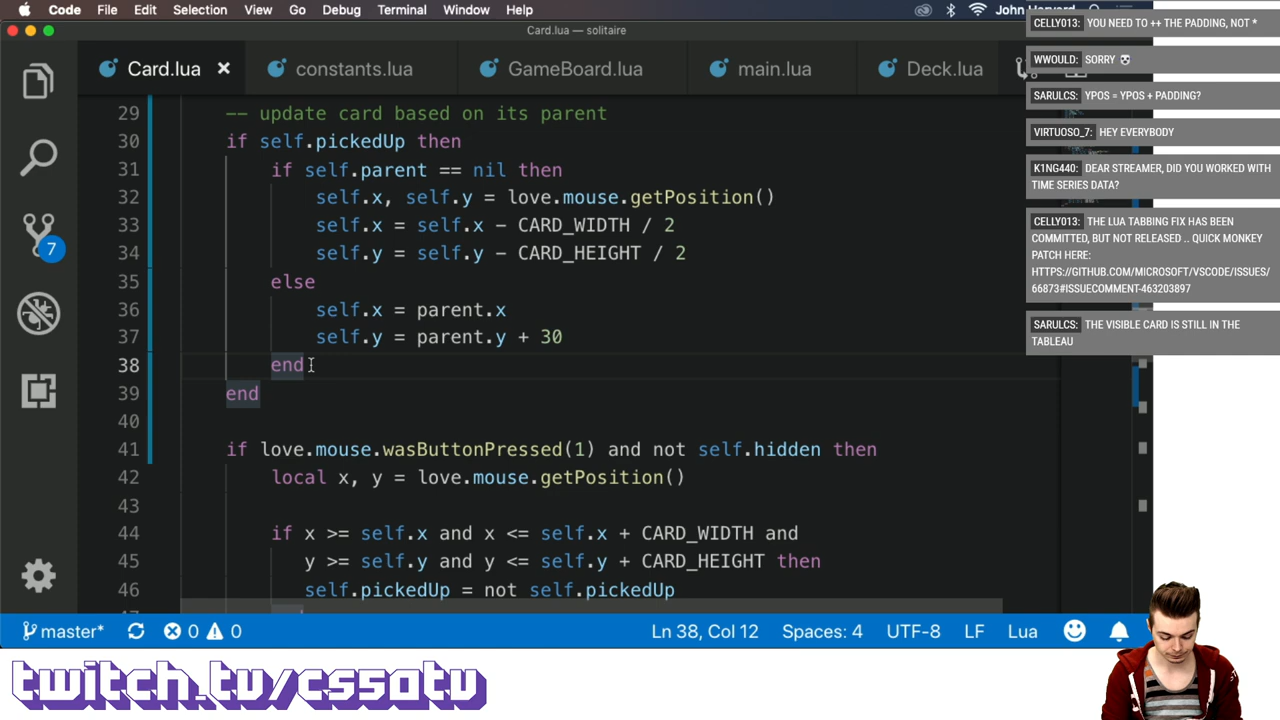 Code File Edit Selection View Go Debug Terminal Window Help
Card.lua — solitaire
Card.lua constants.lua GameBoard.lua main.lua Deck.lua
29 -- update card based on its parent
30 if self.pickedUp then
31 if self.parent == nil then
32 self.x, self.y = love.mouse.getPosition()
33 self.x = self.x - CARD_WIDTH / 2
34 self.y = self.y - CARD_HEIGHT / 2
35 else
36 self.x = parent.x
37 self.y = parent.y + 30
38 end
39 end
40
41 if love.mouse.wasButtonPressed(1) and not self.hidden then
42 local x, y = love.mouse.getPosition()
43
44 if x >= self.x and x <= self.x + CARD_WIDTH and
45 y >= self.y and y <= self.y + CARD_HEIGHT then
46 self.pickedUp = not self.pickedUp
7
master* 0 0 Ln 38, Col 12 Spaces: 4 UTF-8 LF Lua
CELLY013: YOU NEED TO ++ THE PADDING, NOT *
WWOULD: SORRY
SARULCS: YPOS = YPOS + PADDING?
VIRTUOSO_7: HEY EVERYBODY
K1NG440: DEAR STREAMER, DID YOU WORKED WITH
TIME SERIES DATA?
CELLY013: THE LUA TABBING FIX HAS BEEN
COMMITTED, BUT NOT RELEASED .. QUICK MONKEY
PATCH HERE:
HTTPS://GITHUB.COM/MICROSOFT/VSCODE/ISSUES/
66873#ISSUECOMMENT-463203897
SARULCS: THE VISIBLE CARD IS STILL IN THE
TABLEAU
twitch.tv/cs50tv